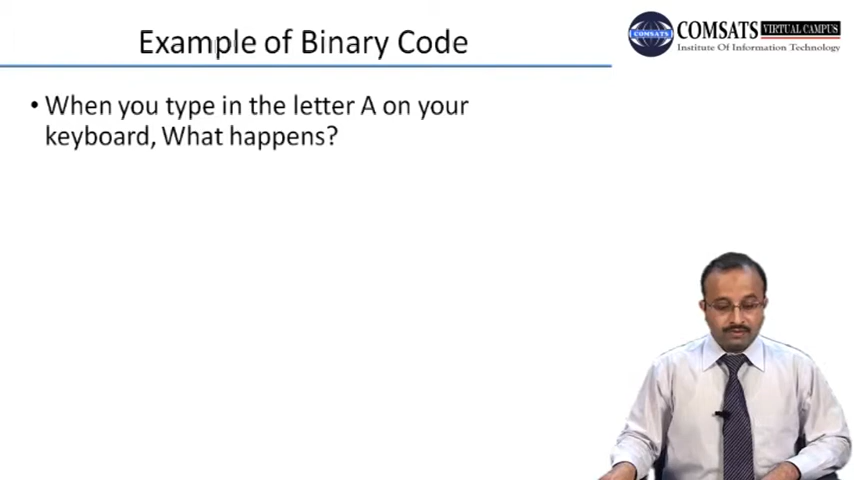 Example of Binary Code
COMSATS
COMSATS VIRTUAL CAMPUS
Institute Of Information Technology
• When you type in the letter A on your
keyboard, What happens?